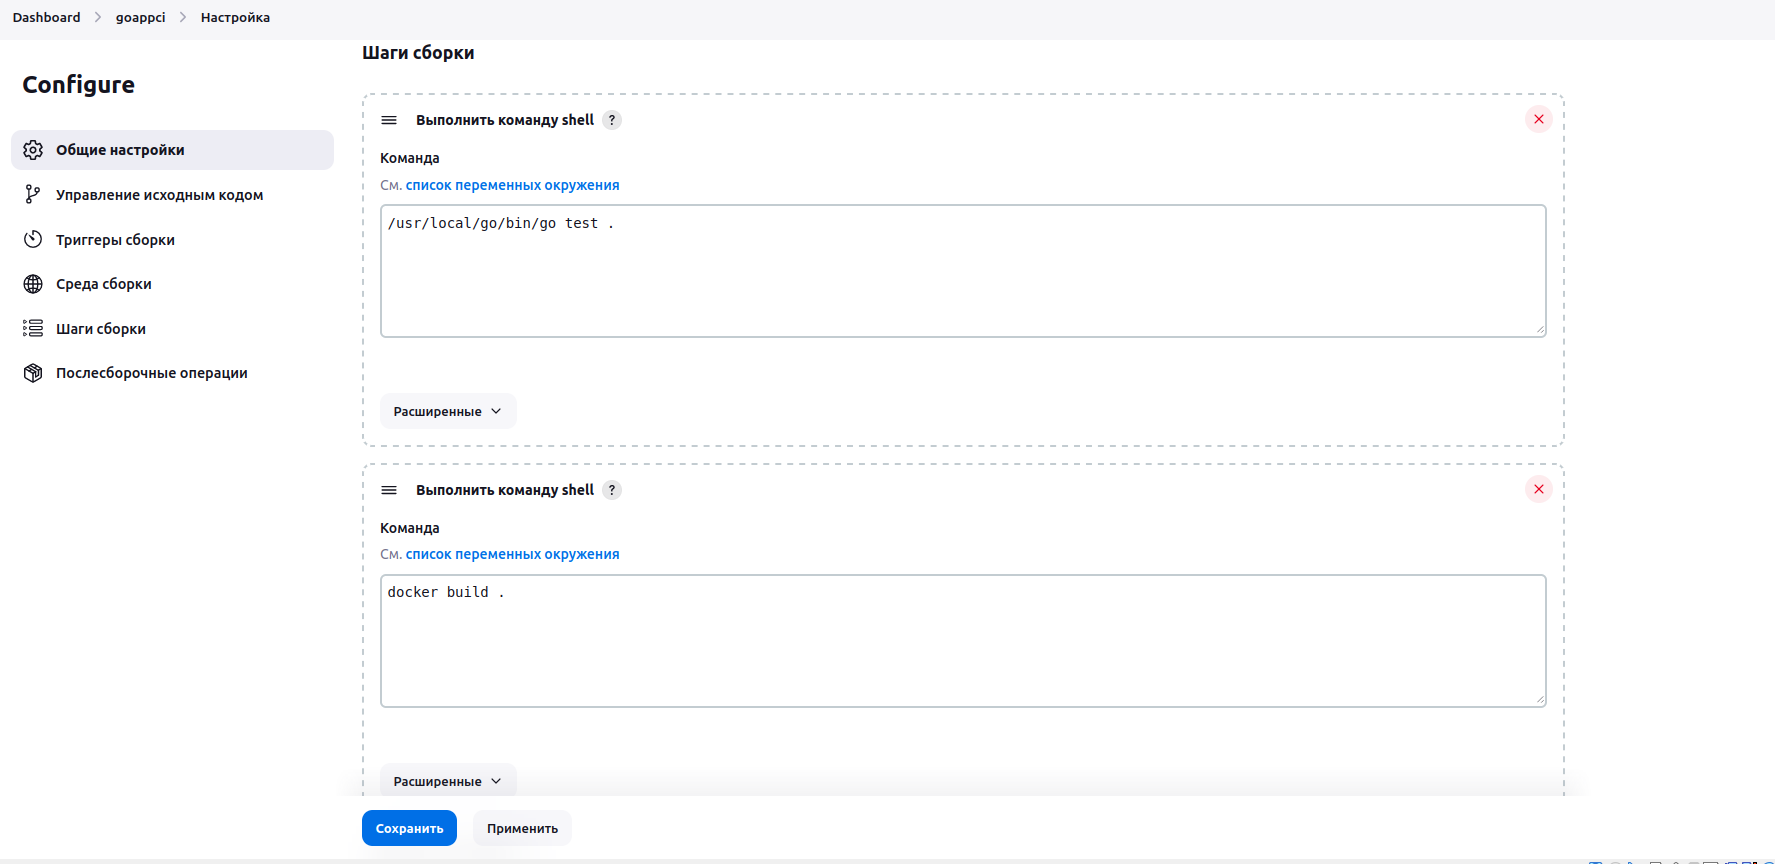 Dashboard > goappci > Настройка
Configure
Общие настройки
Управление исходным кодом
Триггеры сборки
Среда сборки
Шаги сборки
Послесборочные операции
Шаги сборки
Выполнить команду shell ?
Команда
См. список переменных окружения
/usr/local/go/bin/go test .
Расширенные
Выполнить команду shell ?
Команда
См. список переменных окружения
docker build .
Расширенные
Сохранить
Применить